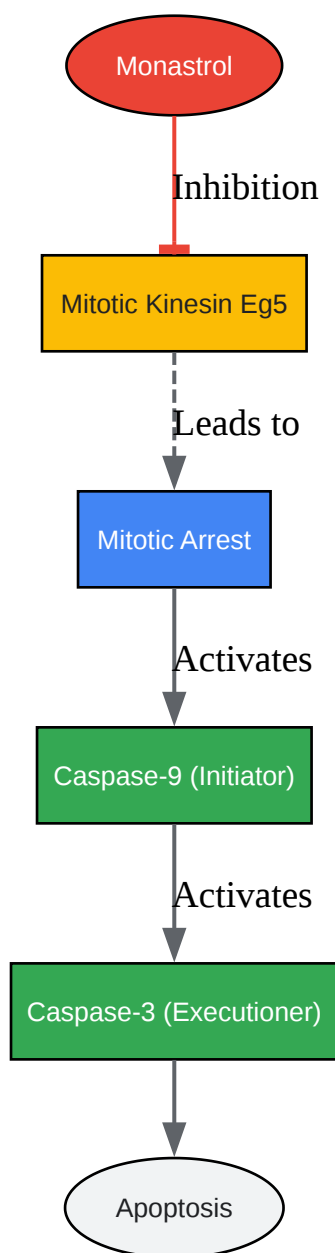 Monastrol
Inhibition
Mitotic Kinesin Eg5
Leads to
Mitotic Arrest
Activates
Caspase-9 (Initiator)
Activates
Caspase-3 (Executioner)
Apoptosis